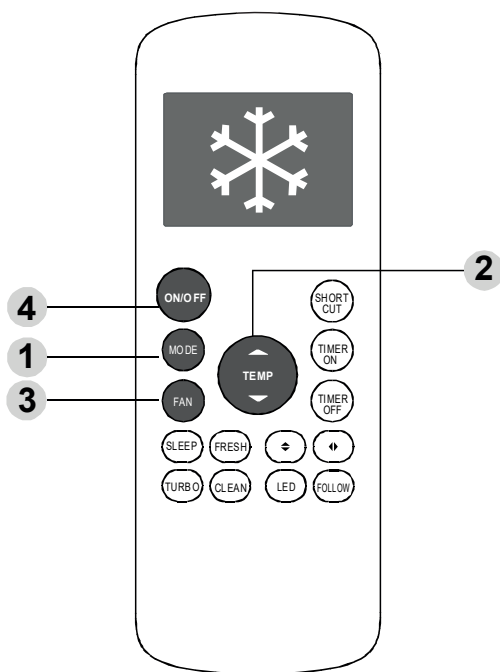 2
ON/OFF
4
SHORT
CUT
MODE
1
TEMP
TIMER
ON
FAN
3
TIMER
OFF
SLEEP
FRESH
TURBO
CLEAN
LED
FOLLOW